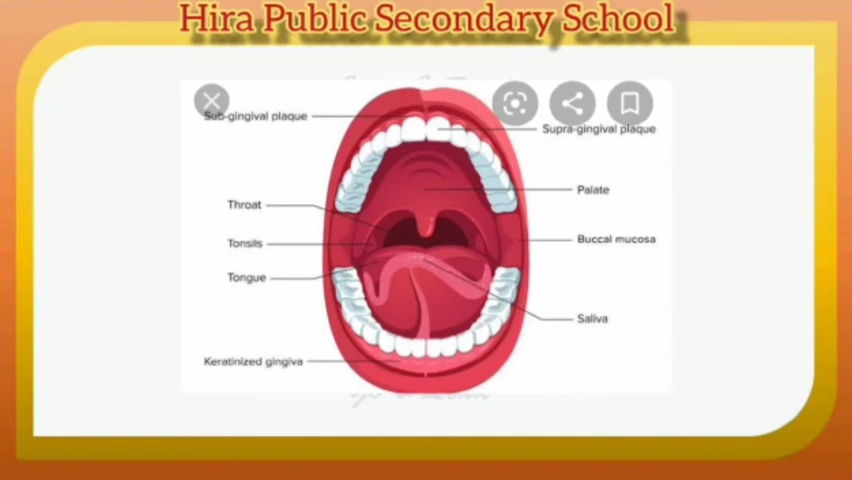 Hira Public Secondary School
Sub-gingival plaque
Supra-gingival plaque
Palate
Throat
Buccal mucosa
Tonsils
Tongue
Saliva
Keratinized gingiva